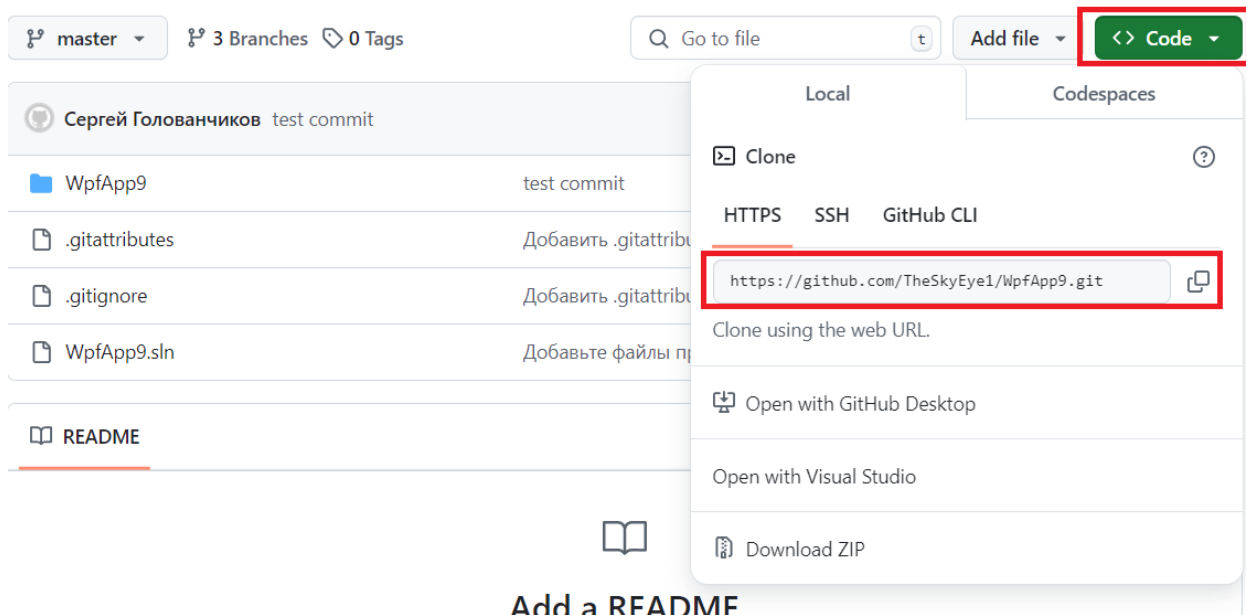 master 3 Branches 0 Tags Go to file t Add file <> Code
Сергей Голованчиков test commit
WpfApp9 test commit
.gitattributes Добавить .gitattribu
.gitignore Добавить .gitattribu
WpfApp9.sln Добавьте файлы пр
README
Add a README
Local Codespaces
Clone
HTTPS SSH GitHub CLI
https://github.com/TheSkyEye1/WpfApp9.git
Clone using the web URL.
Open with GitHub Desktop
Open with Visual Studio
Download ZIP